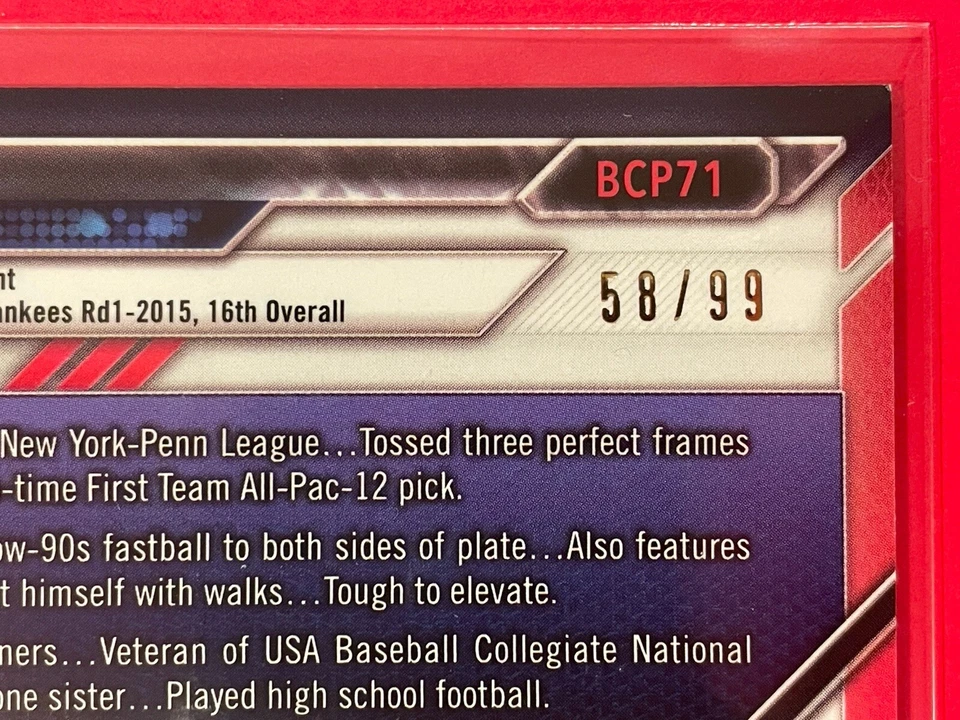 BCP71
58/99
ankees Rd1-2015, 16th Overall
New York-Penn League...Tossed three perfect frames
-time First Team All-Pac-12 pick.
ow-90s fastball to both sides of plate...Also features
t himself with walks...Tough to elevate.
ners...Veteran of USA Baseball Collegiate National
one sister...Played high school football.